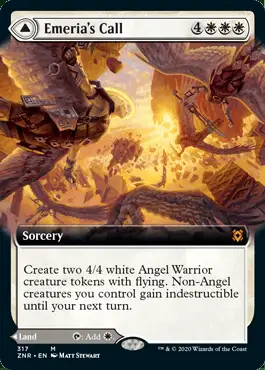 Emeria's Call 4
Sorcery
Create two 4/4 white Angel Warrior
creature tokens with flying. Non-Angel
creatures you control gain indestructible
until your next turn.
Land : Add
317 M
ZNR • EN Matt Stewart
™ & © 2020 Wizards of the Coast